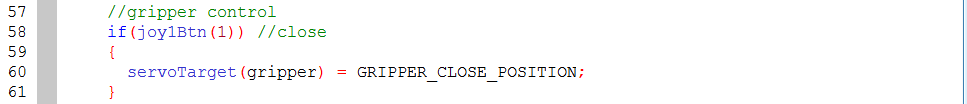 57 //gripper control
58 if(joy1Btn(1)) //close
59 {
60 servoTarget(gripper) = GRIPPER_CLOSE_POSITION;
61 }